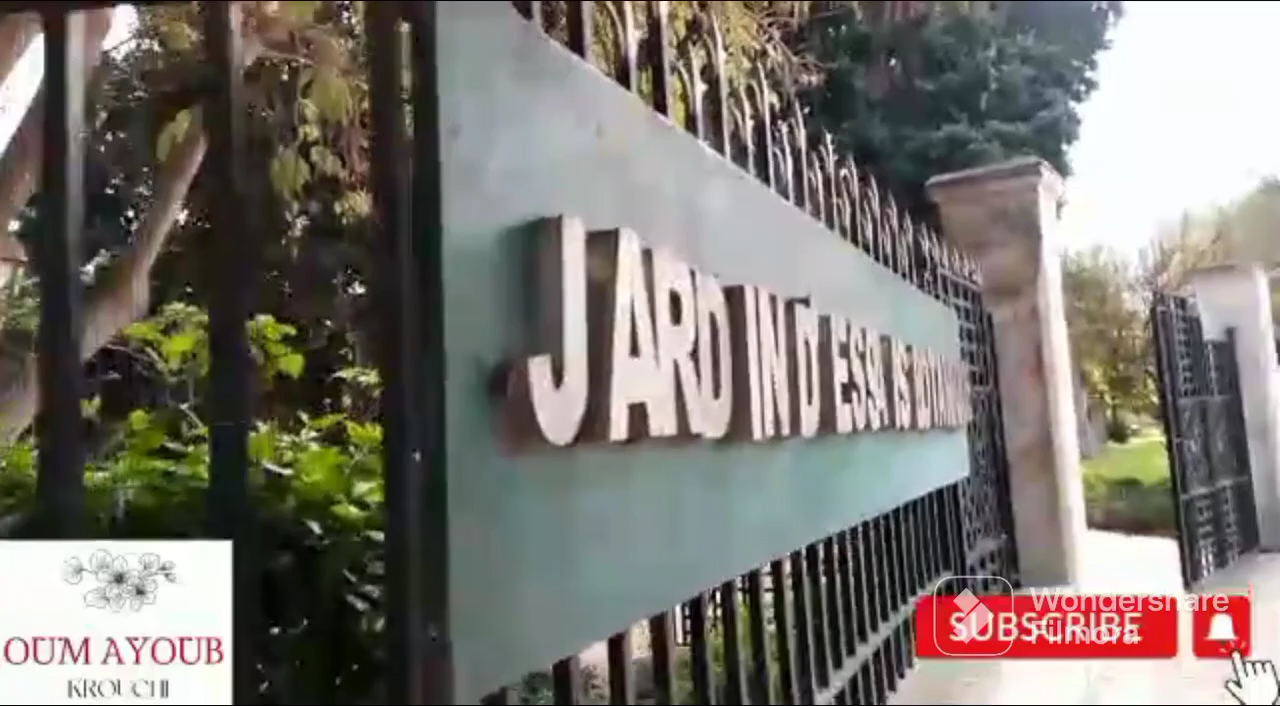 JARDIN D'ESSAIS
OUM AYOUB
KROUCHI
Wondershare
Filmora
SUBSCRIBE